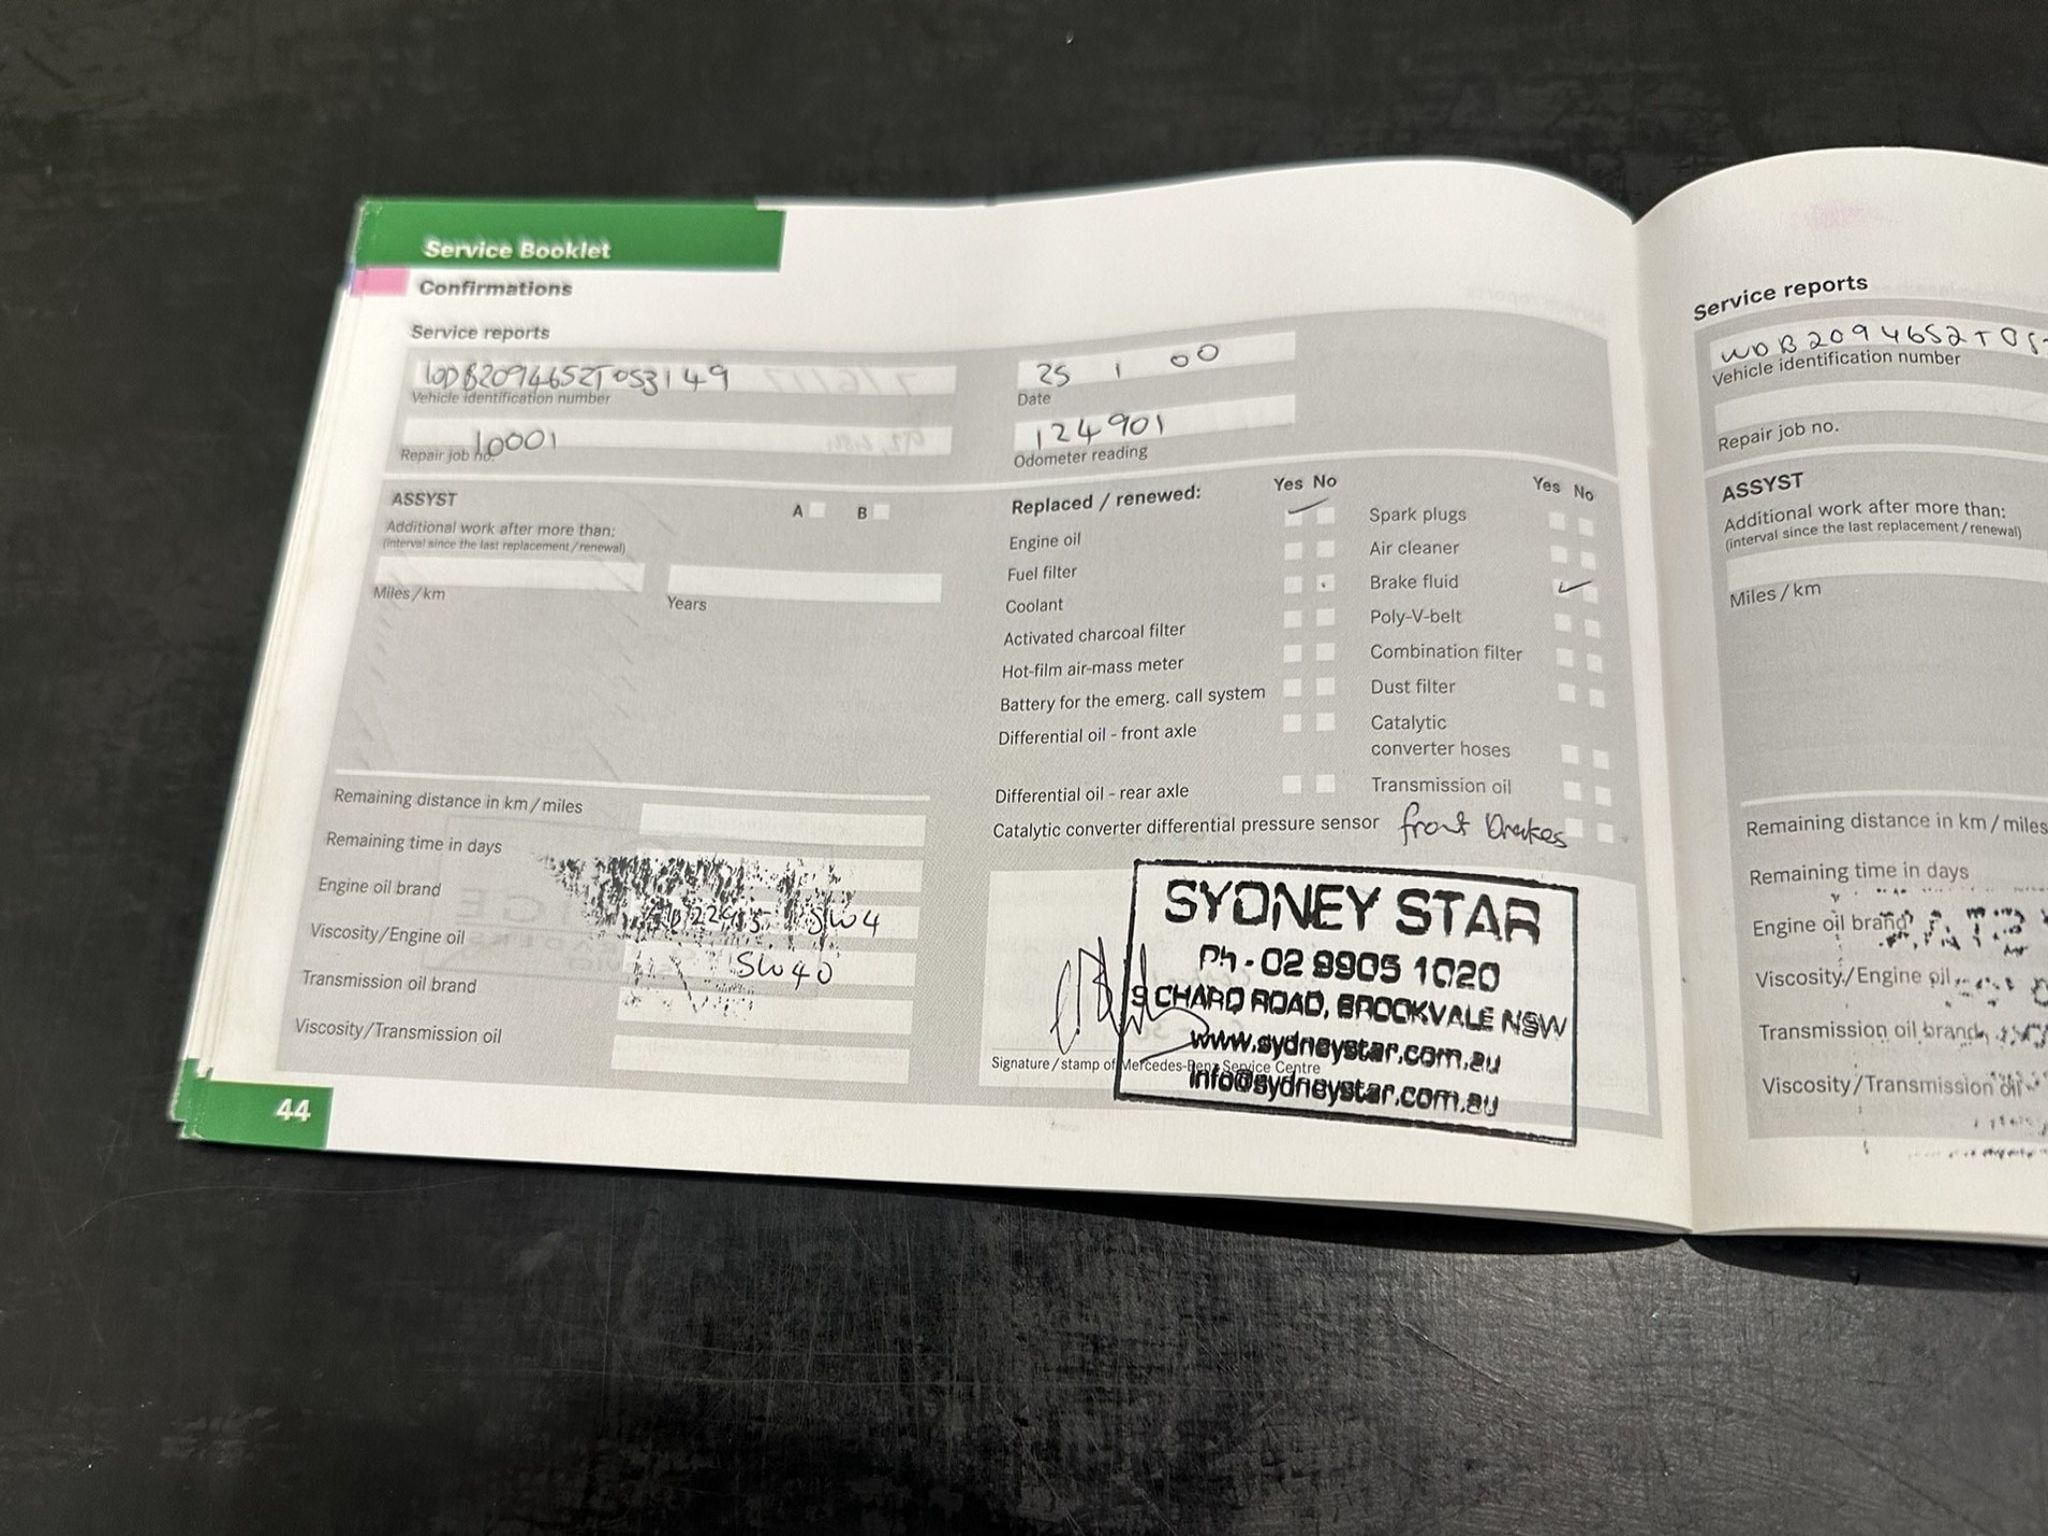 Service Booklet
Confirmations
Service reports
WDB2094652T053149
Vehicle identification number
10001
Repair job no.
25 1 00
Date
124901
Odometer reading
ASSYST
A B
Additional work after more than:
(interval since the last replacement / renewal)
Miles / km
Years
Replaced / renewed:
Yes No
Engine oil
Fuel filter
Coolant
Activated charcoal filter
Hot-film air-mass meter
Battery for the emerg. call system
Differential oil - front axle
Differential oil - rear axle
Catalytic converter differential pressure sensor
Yes No
Spark plugs
Air cleaner
Brake fluid
Poly-V-belt
Combination filter
Dust filter
Catalytic
converter hoses
Transmission oil
front brakes
Remaining distance in km / miles
Remaining time in days
Engine oil brand
5W4
Viscosity/Engine oil
5W40
Transmission oil brand
Viscosity/Transmission oil
SYDNEY STAR
Ph - 02 9905 1020
9 CHARD ROAD, BROOKVALE NSW
www.sydneystar.com.au
Signature / stamp of Mercedes-Benz Service Centre
info@sydneystar.com.au
44
Service reports
WDB2094652T05
Vehicle identification number
Repair job no.
ASSYST
Additional work after more than:
(interval since the last replacement / renewal)
Miles / km
Remaining distance in km / miles
Remaining time in days
Engine oil brand
Viscosity/Engine oil
Transmission oil brand
Viscosity/Transmission oil